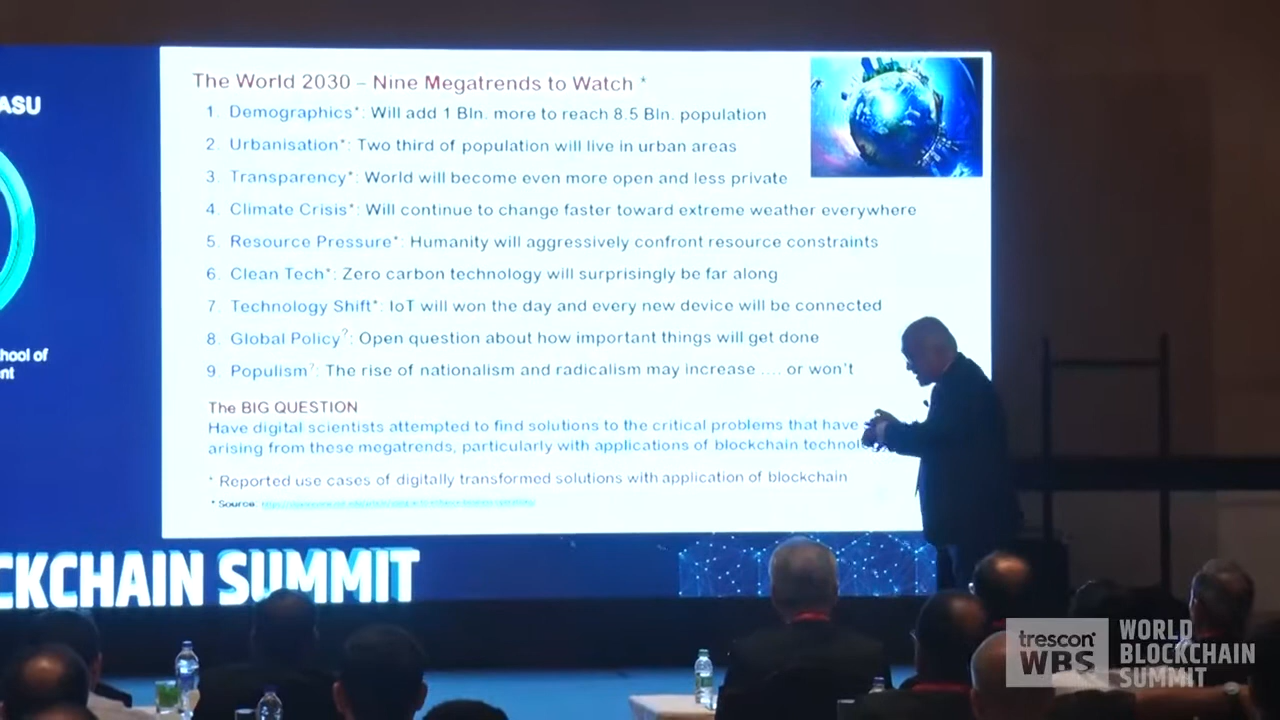 ASU
hool of
nt
The World 2030 – Nine Megatrends to Watch *
1. Demographics*: Will add 1 Bln. more to reach 8.5 Bln. population
2. Urbanisation*: Two third of population will live in urban areas
3. Transparency*: World will become even more open and less private
4. Climate Crisis*: Will continue to change faster toward extreme weather everywhere
5. Resource Pressure*: Humanity will aggressively confront resource constraints
6. Clean Tech*: Zero carbon technology will surprisingly be far along
7. Technology Shift*: IoT will won the day and every new device will be connected
8. Global Policy?: Open question about how important things will get done
9. Populism?: The rise of nationalism and radicalism may increase .... or won't
The BIG QUESTION
Have digital scientists attempted to find solutions to the critical problems that have
arising from these megatrends, particularly with applications of blockchain technol
* Reported use cases of digitally transformed solutions with application of blockchain
* Source:
CKCHAIN SUMMIT
trescon
WBS
WORLD
BLOCKCHAIN
SUMMIT